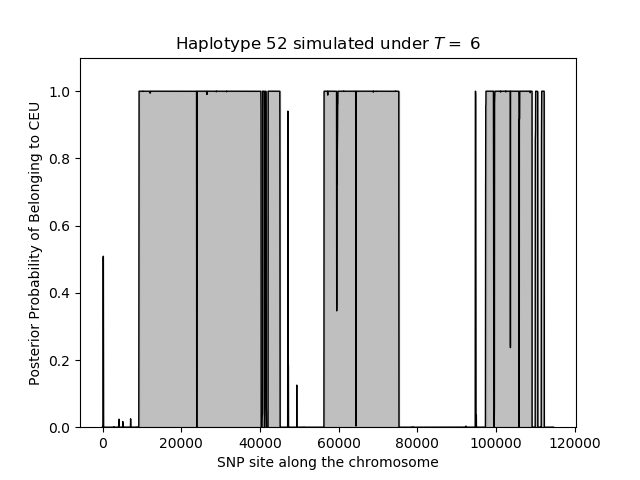 Haplotype 52 simulated under T = 6
Posterior Probability of Belonging to CEU
1.0
0.8
0.6
0.4
0.2
0.0
0 20000 40000 60000 80000 100000 120000
SNP site along the chromosome